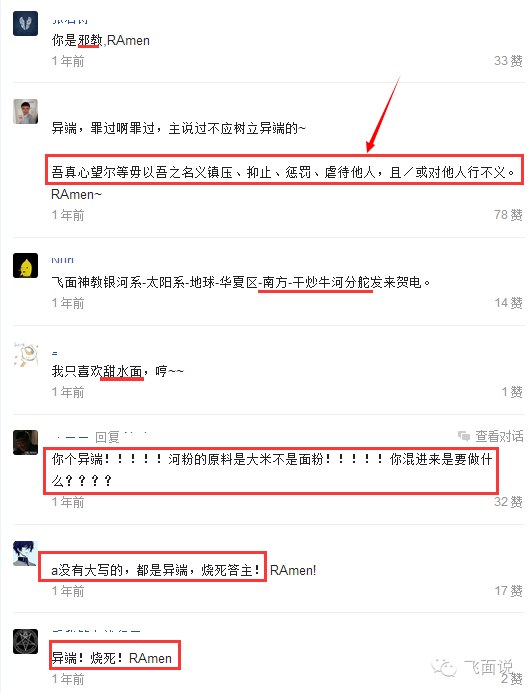 你是邪教,RAmen
1年前 33 赞
异端，罪过啊罪过，主说过不应树立异端的~
吾真心望尔等毋以吾之名义镇压、抑止、惩罚、虐待他人，且／或对他人行不义。
RAmen~
1年前 78 赞
飞面神教银河系-太阳系-地球-华夏区-南方-干炒牛河分舵发来贺电。
1年前 14 赞
我只喜欢甜水面，哼~~
1年前 1 赞
回复 查看对话
你个异端！！！！！河粉的原料是大米不是面粉！！！！！你混进来是要做什
么？？？？
1年前 32 赞
a没有大写的，都是异端，烧死答主！RAmen!
1年前 17 赞
异端！烧死！RAmen
1年前 2 赞
飞面说